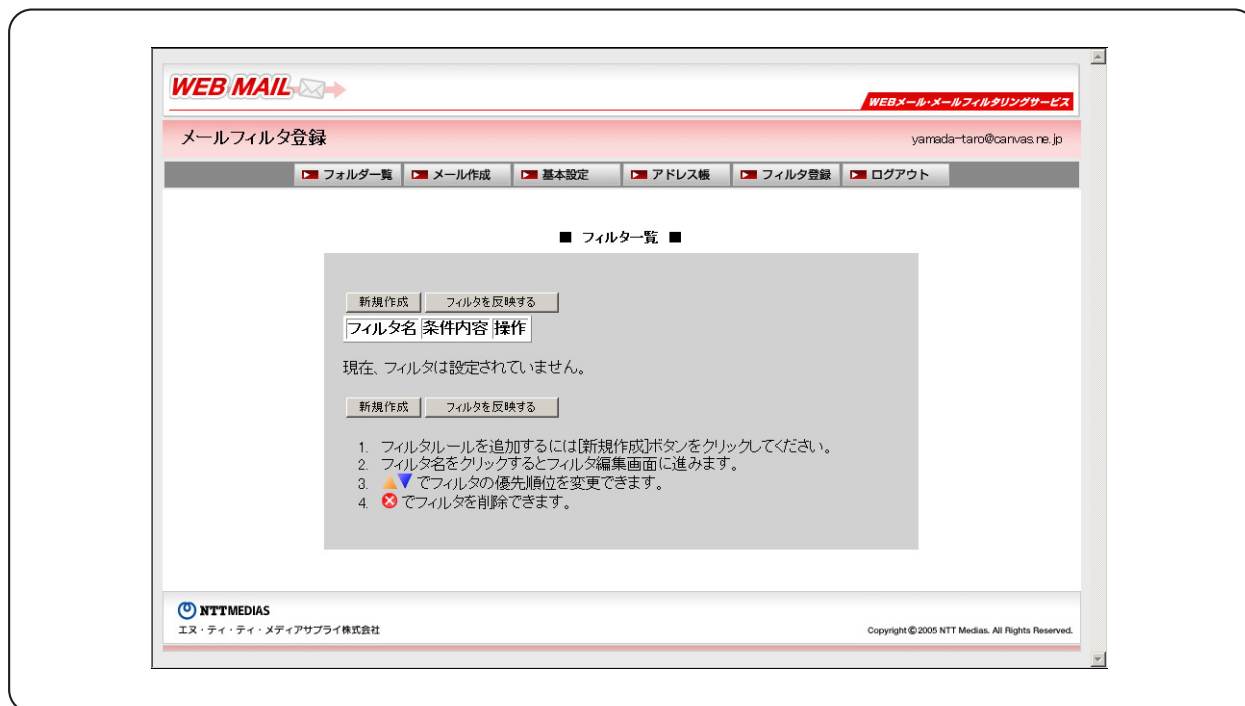 WEB MAIL
WEBメール・メールフィルタリングサービス
メールフィルタ登録
yamada-taro@canvas.ne.jp
フォルダ一覧 メール作成 基本設定 アドレス帳 フィルタ登録 ログアウト
■ フィルタ一覧 ■
新規作成 フィルタを反映する
フィルタ名 条件内容 操作
現在、フィルタは設定されていません。
新規作成 フィルタを反映する
1. フィルタルールを追加するには[新規作成]ボタンをクリックしてください。
2. フィルタ名をクリックするとフィルタ編集画面に進みます。
3. でフィルタの優先順位を変更できます。
4. でフィルタを削除できます。
NTT MEDIAS
エヌ・ティ・ティ・メディアサプライ株式会社
Copyright © 2005 NTT Medias. All Rights Reserved.